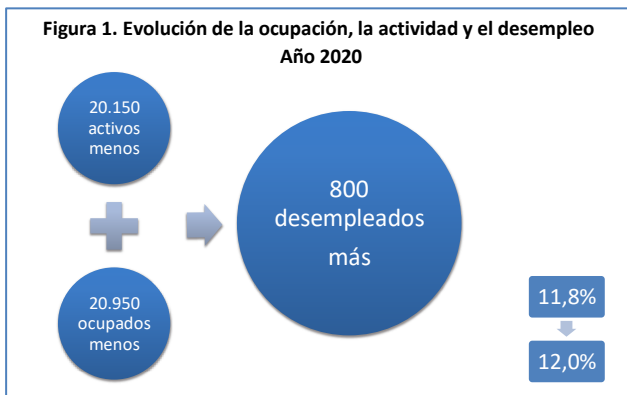 Figura 1. Evolución de la ocupación, la actividad y el desempleo
Año 2020
20.150
activos
menos
20.950
ocupados
menos
800
desempleados
más
11,8%
12,0%